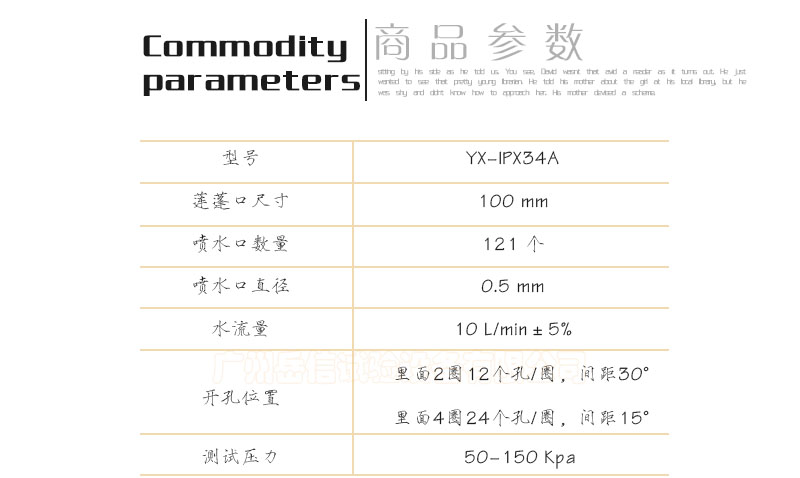 Commodity
parameters
商品参数
sitting by his side as he told us. You see, David wasnt that avid a reader as it turns out. He just
wanted to see that pretty young librarian. He told his mother about the girl at his local library, but he
was shy and didnt know how to approach her. His mother devised a scheme.
型号 YX-IPX34A
莲蓬口尺寸 100 mm
喷水口数量 121 个
喷水口直径 0.5 mm
水流量 10 L/min ± 5%
开孔位置
里面2圈12个孔/圈，间距30°
里面4圈24个孔/圈，间距15°
测试压力 50-150 Kpa